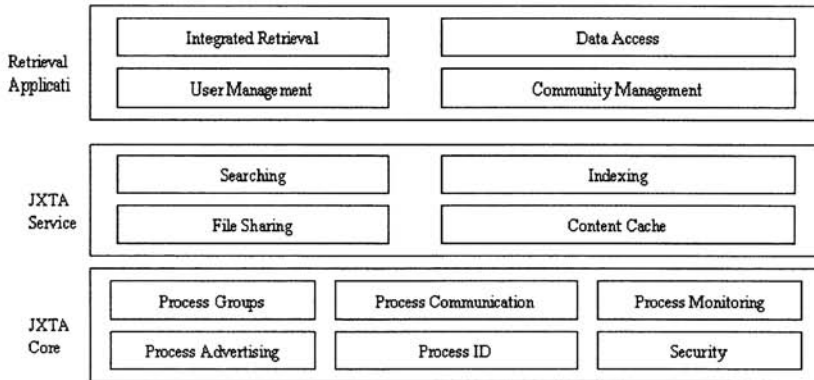 Integrated Retrieval
Data Access
Retrieval
Applicati
User Management
Community Management
Searching
Indexing
JXTA
Service
File Sharing
Content Cache
Process Groups
Process Communication
Process Monitoring
JXTA
Core
Process Advertising
Process ID
Security